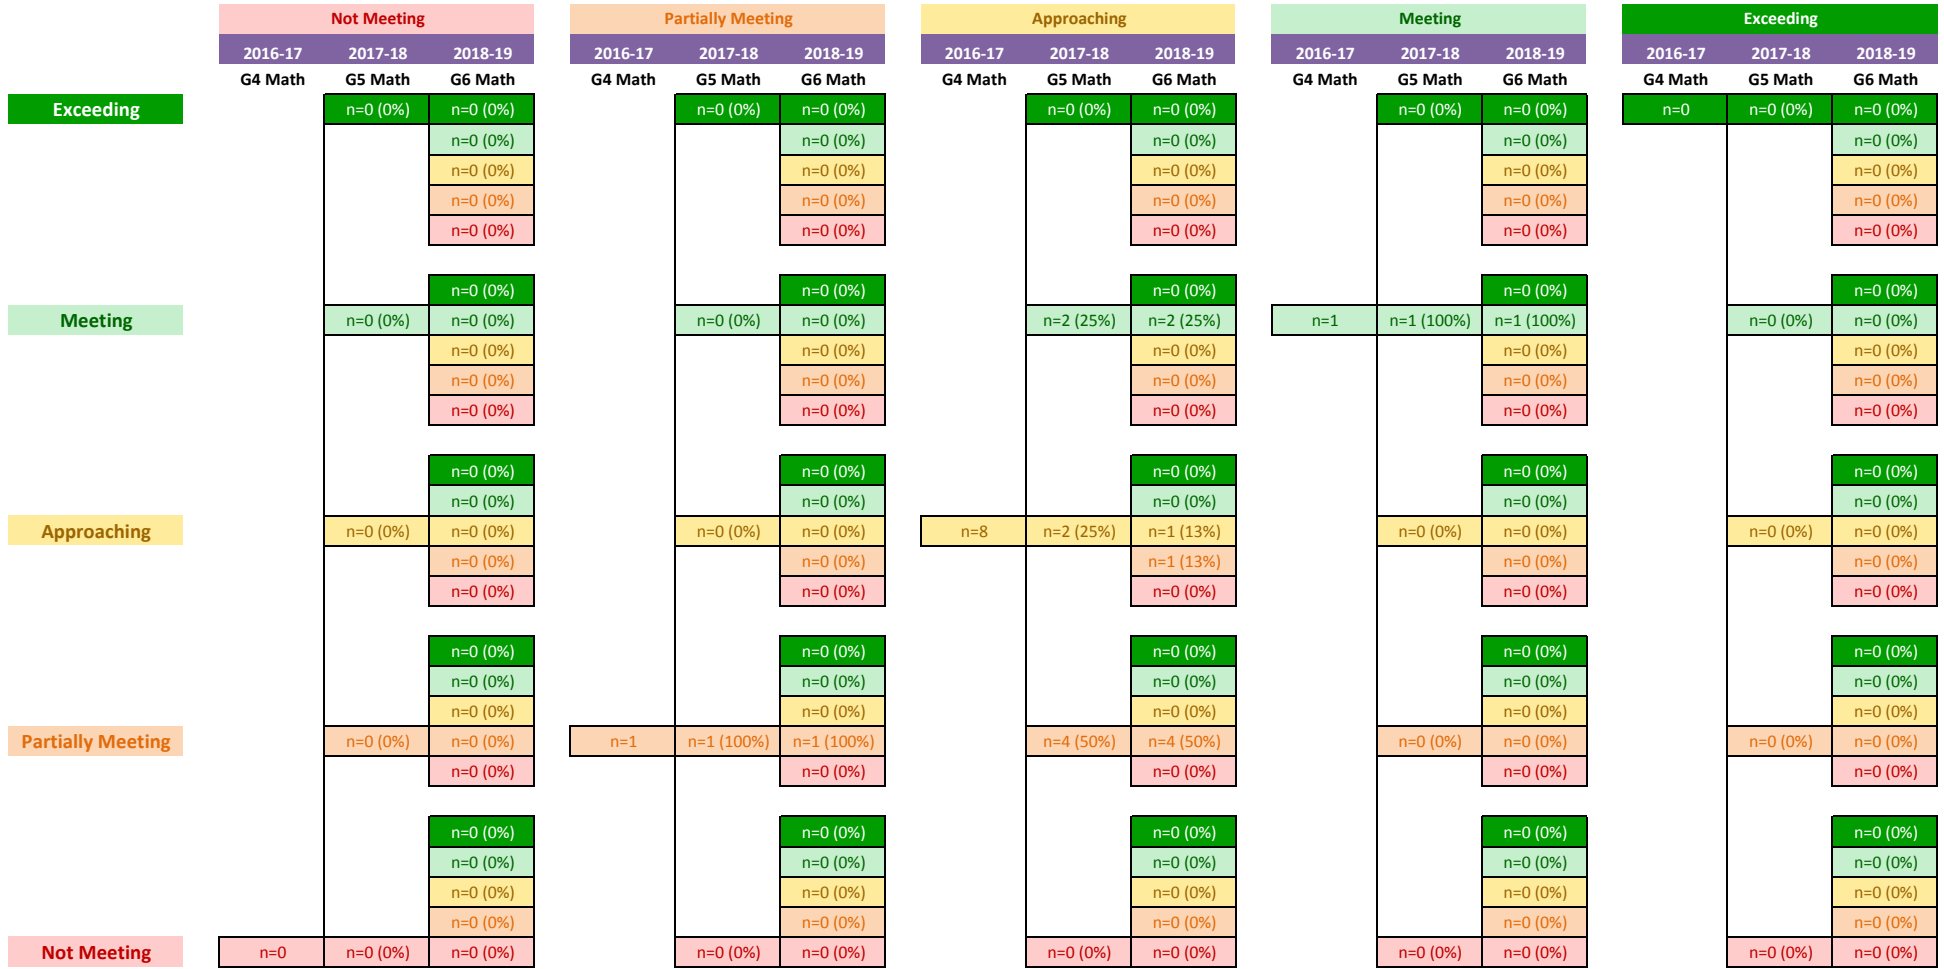 Not Meeting Partially Meeting Approaching Meeting Exceeding
2016-17 2017-18 2018-19 2016-17 2017-18 2018-19 2016-17 2017-18 2018-19 2016-17 2017-18 2018-19 2016-17 2017-18 2018-19
G4 Math G5 Math G6 Math G4 Math G5 Math G6 Math G4 Math G5 Math G6 Math G4 Math G5 Math G6 Math G4 Math G5 Math G6 Math
Exceeding n=0 (0%) n=0 (0%) n=0 (0%) n=0 (0%) n=0 (0%) n=0 (0%) n=0 (0%) n=0 (0%) n=0 n=0 (0%) n=0 (0%)
n=0 (0%) n=0 (0%) n=0 (0%) n=0 (0%) n=0 (0%)
n=0 (0%) n=0 (0%) n=0 (0%) n=0 (0%) n=0 (0%)
n=0 (0%) n=0 (0%) n=0 (0%) n=0 (0%) n=0 (0%)
n=0 (0%) n=0 (0%) n=0 (0%) n=0 (0%) n=0 (0%)
n=0 (0%) n=0 (0%) n=0 (0%) n=0 (0%) n=0 (0%)
Meeting n=0 (0%) n=0 (0%) n=0 (0%) n=0 (0%) n=2 (25%) n=2 (25%) n=1 n=1 (100%) n=1 (100%) n=0 (0%) n=0 (0%)
n=0 (0%) n=0 (0%) n=0 (0%) n=0 (0%) n=0 (0%)
n=0 (0%) n=0 (0%) n=0 (0%) n=0 (0%) n=0 (0%)
n=0 (0%) n=0 (0%) n=0 (0%) n=0 (0%) n=0 (0%)
n=0 (0%) n=0 (0%) n=0 (0%) n=0 (0%) n=0 (0%)
n=0 (0%) n=0 (0%) n=0 (0%) n=0 (0%) n=0 (0%)
Approaching n=0 (0%) n=0 (0%) n=0 (0%) n=0 (0%) n=8 n=2 (25%) n=1 (13%) n=0 (0%) n=0 (0%) n=0 (0%) n=0 (0%)
n=0 (0%) n=0 (0%) n=1 (13%) n=0 (0%) n=0 (0%)
n=0 (0%) n=0 (0%) n=0 (0%) n=0 (0%) n=0 (0%)
n=0 (0%) n=0 (0%) n=0 (0%) n=0 (0%) n=0 (0%)
n=0 (0%) n=0 (0%) n=0 (0%) n=0 (0%) n=0 (0%)
n=0 (0%) n=0 (0%) n=0 (0%) n=0 (0%) n=0 (0%)
Partially Meeting n=0 (0%) n=0 (0%) n=1 n=1 (100%) n=1 (100%) n=4 (50%) n=4 (50%) n=0 (0%) n=0 (0%) n=0 (0%) n=0 (0%)
n=0 (0%) n=0 (0%) n=0 (0%) n=0 (0%) n=0 (0%)
n=0 (0%) n=0 (0%) n=0 (0%) n=0 (0%) n=0 (0%)
n=0 (0%) n=0 (0%) n=0 (0%) n=0 (0%) n=0 (0%)
n=0 (0%) n=0 (0%) n=0 (0%) n=0 (0%) n=0 (0%)
n=0 (0%) n=0 (0%) n=0 (0%) n=0 (0%) n=0 (0%)
Not Meeting n=0 n=0 (0%) n=0 (0%) n=0 (0%) n=0 (0%) n=0 (0%) n=0 (0%) n=0 (0%) n=0 (0%) n=0 (0%) n=0 (0%)